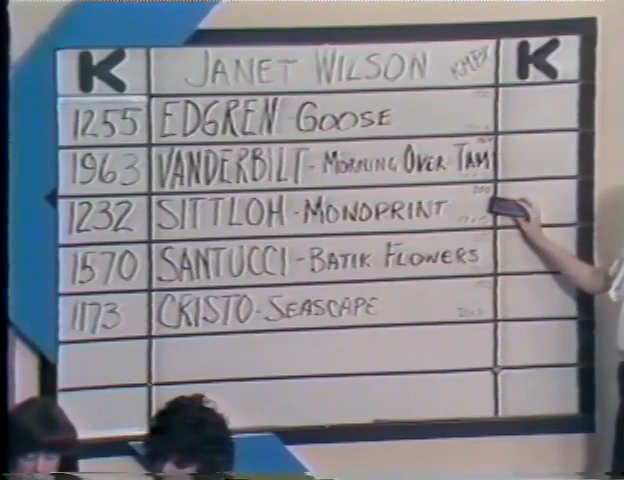 K JANET WILSON KMPX K
1255 EDGREN - GOOSE
1963 VANDERBILT - MORNING OVER TAM
1232 SITTLOH - MONOPRINT
1570 SANTUCCI - BATIK FLOWERS
1173 CRISTO - SEASCAPE